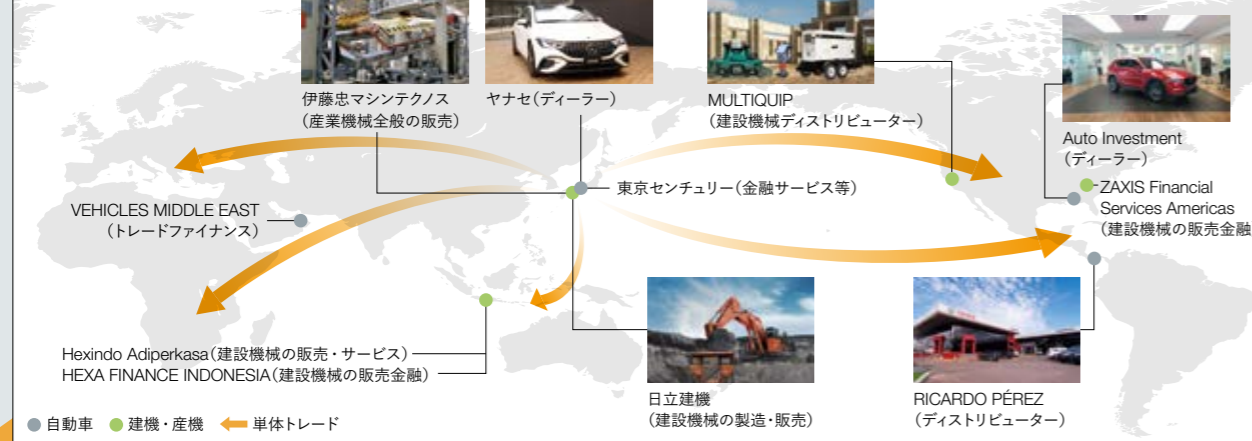 伊藤忠マシンテクノス
(産業機械全般の販売)
ヤナセ(ディーラー)
MULTIQUIP
(建設機械ディストリビューター)
Auto Investment
(ディーラー)
東京センチュリー(金融サービス等)
ZAXIS Financial
Services Americas
(建設機械の販売金融
VEHICLES MIDDLE EAST
(トレードファイナンス)
Hexindo Adiperkasa(建設機械の販売・サービス)
HEXA FINANCE INDONESIA(建設機械の販売金融)
日立建機
(建設機械の製造・販売)
RICARDO PÉREZ
(ディストリビューター)
自動車 建機・産機 単体トレード